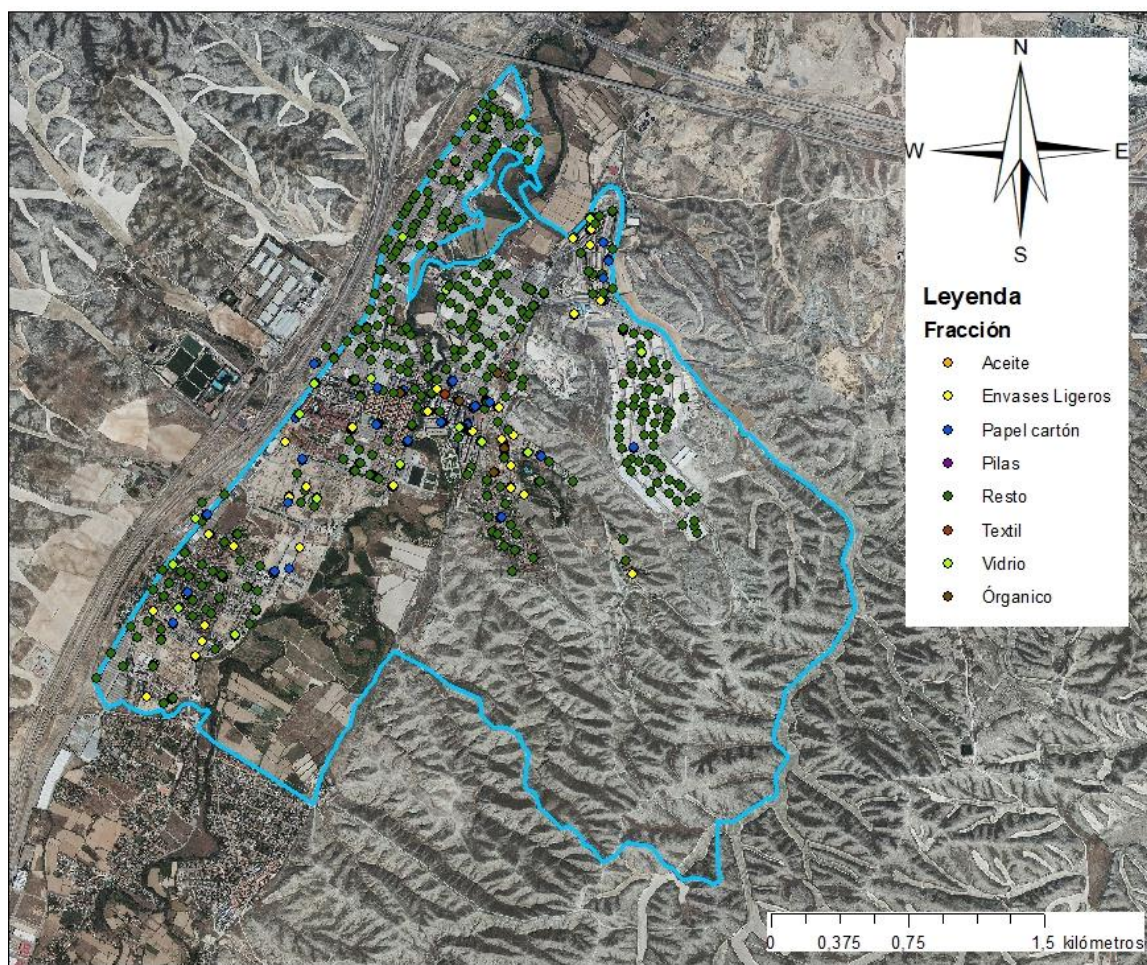 N
W
E
S
Leyenda
Fracción
Aceite
Envases Ligeros
Papel cartón
Pilas
Resto
Textil
Vidrio
Órganico
0 0,375 0,75 1,5 kilómetros